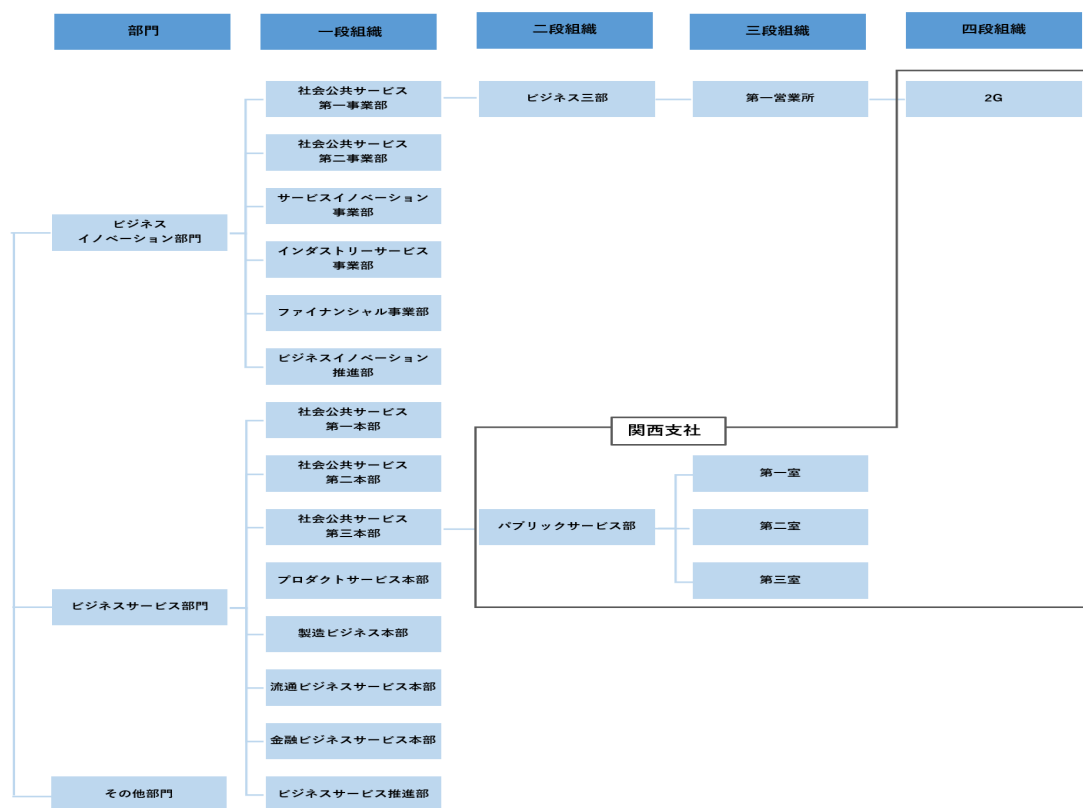 部門
一段組織
二段組織
三段組織
四段組織
社会公共サービス
第一事業部
ビジネス三部
第一営業所
2G
社会公共サービス
第二事業部
サービスイノベーション
事業部
ビジネス
イノベーション部門
インダストリーサービス
事業部
ファイナンシャル事業部
ビジネスイノベーション
推進部
社会公共サービス
第一本部
関西支社
社会公共サービス
第二本部
第一室
社会公共サービス
第三本部
パブリックサービス部
第二室
プロダクトサービス本部
第三室
ビジネスサービス部門
製造ビジネス本部
流通ビジネスサービス本部
金融ビジネスサービス本部
その他部門
ビジネスサービス推進部